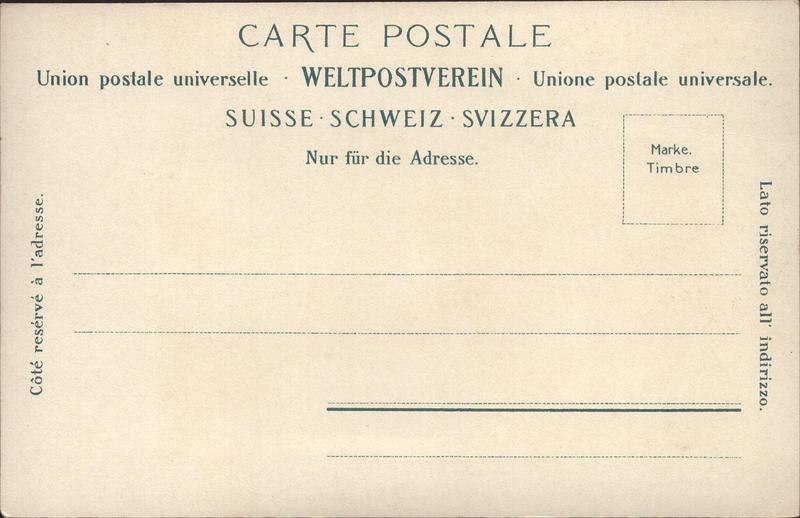 CARTE POSTALE
Union postale universelle · WELTPOSTVEREIN · Unione postale universale.
SUISSE · SCHWEIZ · SVIZZERA
Nur für die Adresse.
Marke.
Timbre
Côté resérvé à l'adresse.
Lato riservato all' indirizzo.